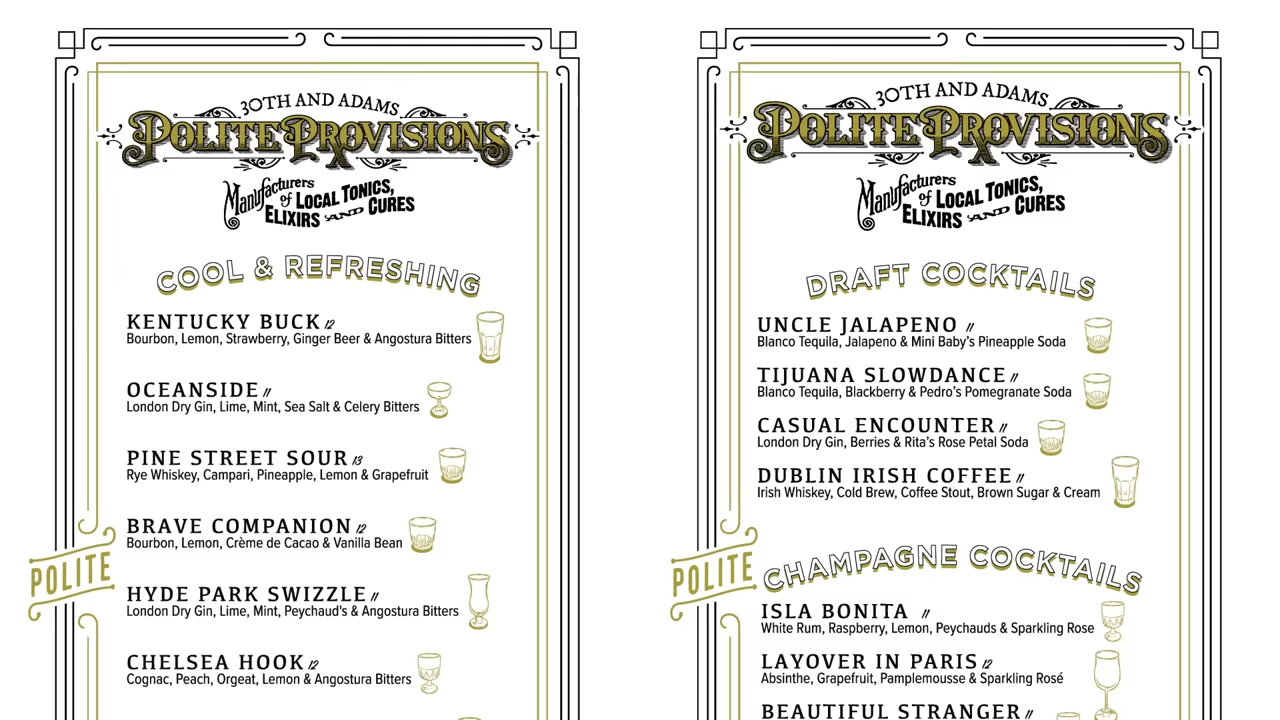 30TH AND ADAMS
POLITE PROVISIONS
Manufacturers of LOCAL TONICS,
ELIXIRS AND CURES
COOL & REFRESHING
KENTUCKY BUCK 12
Bourbon, Lemon, Strawberry, Ginger Beer & Angostura Bitters
OCEANSIDE 11
London Dry Gin, Lime, Mint, Sea Salt & Celery Bitters
PINE STREET SOUR 13
Rye Whiskey, Campari, Pineapple, Lemon & Grapefruit
BRAVE COMPANION 12
Bourbon, Lemon, Crème de Cacao & Vanilla Bean
HYDE PARK SWIZZLE 11
London Dry Gin, Lime, Mint, Peychaud's & Angostura Bitters
CHELSEA HOOK 12
Cognac, Peach, Orgeat, Lemon & Angostura Bitters
POLITE
30TH AND ADAMS
POLITE PROVISIONS
Manufacturers of LOCAL TONICS,
ELIXIRS AND CURES
DRAFT COCKTAILS
UNCLE JALAPENO 11
Blanco Tequila, Jalapeno & Mini Baby's Pineapple Soda
TIJUANA SLOWDANCE 11
Blanco Tequila, Blackberry & Pedro's Pomegranate Soda
CASUAL ENCOUNTER 11
London Dry Gin, Berries & Rita's Rose Petal Soda
DUBLIN IRISH COFFEE 11
Irish Whiskey, Cold Brew, Coffee Stout, Brown Sugar & Cream
POLITE
CHAMPAGNE COCKTAILS
ISLA BONITA 11
White Rum, Raspberry, Lemon, Peychauds & Sparkling Rose
LAYOVER IN PARIS 12
Absinthe, Grapefruit, Pamplemousse & Sparkling Rosé
BEAUTIFUL STRANGER 11